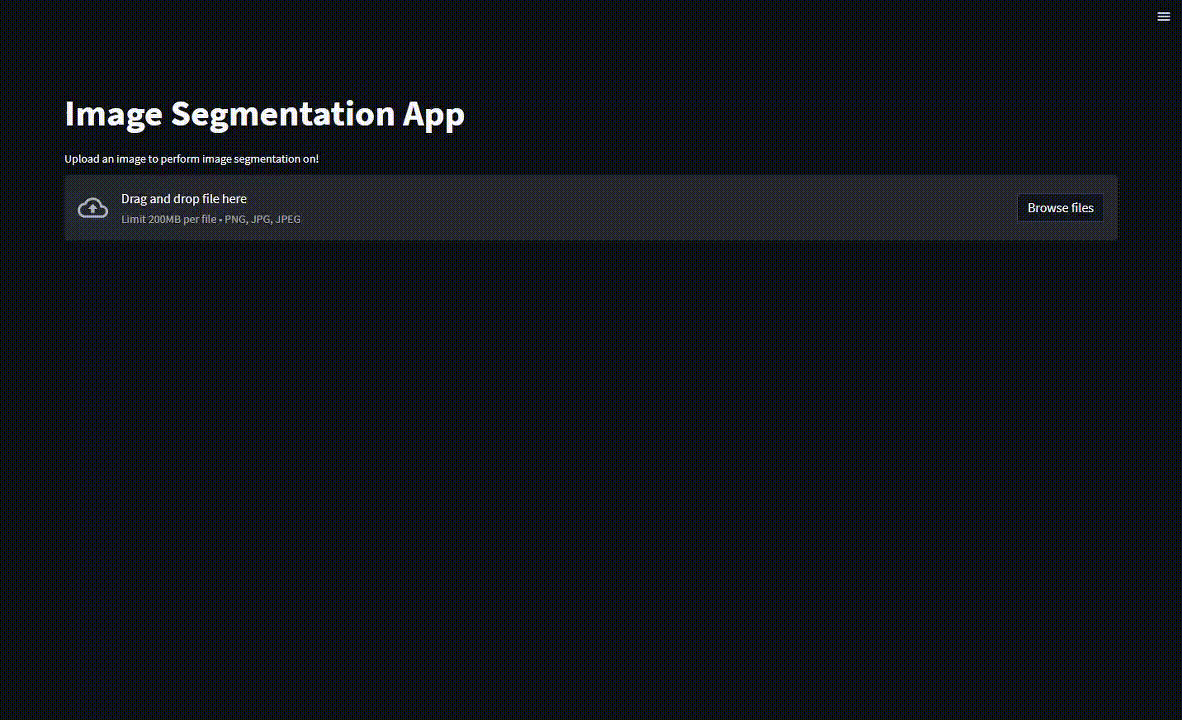 Image Segmentation App
Upload an image to perform image segmentation on!
Drag and drop file here
Limit 200MB per file • PNG, JPG, JPEG
Browse files